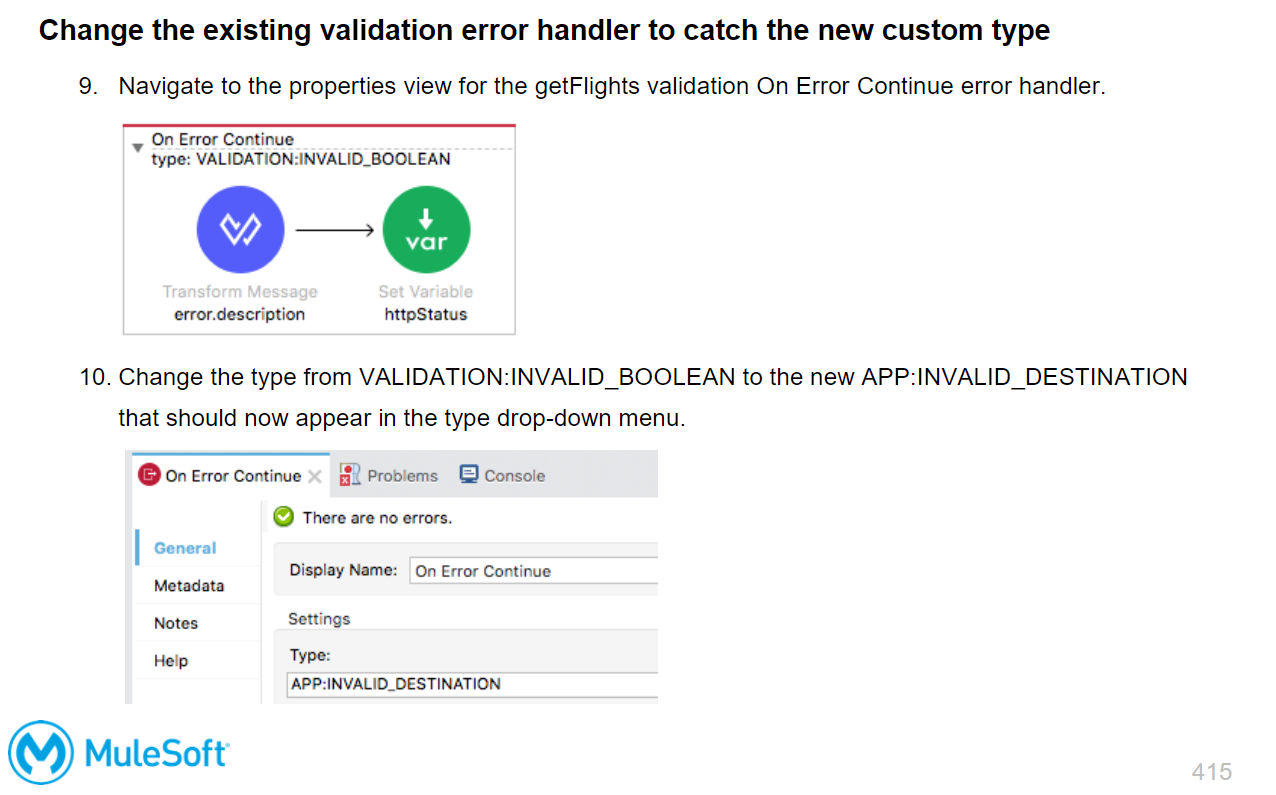 Change the existing validation error handler to catch the new custom type
9. Navigate to the properties view for the getFlights validation On Error Continue error handler.
On Error Continue
type: VALIDATION:INVALID_BOOLEAN
var
Transform Message
error.description
Set Variable
httpStatus
10. Change the type from VALIDATION:INVALID_BOOLEAN to the new APP:INVALID_DESTINATION
that should now appear in the type drop-down menu.
On Error Continue Problems Console
There are no errors.
General
Metadata
Notes
Help
Display Name: On Error Continue
Settings
Type:
APP:INVALID_DESTINATION
MuleSoft
415